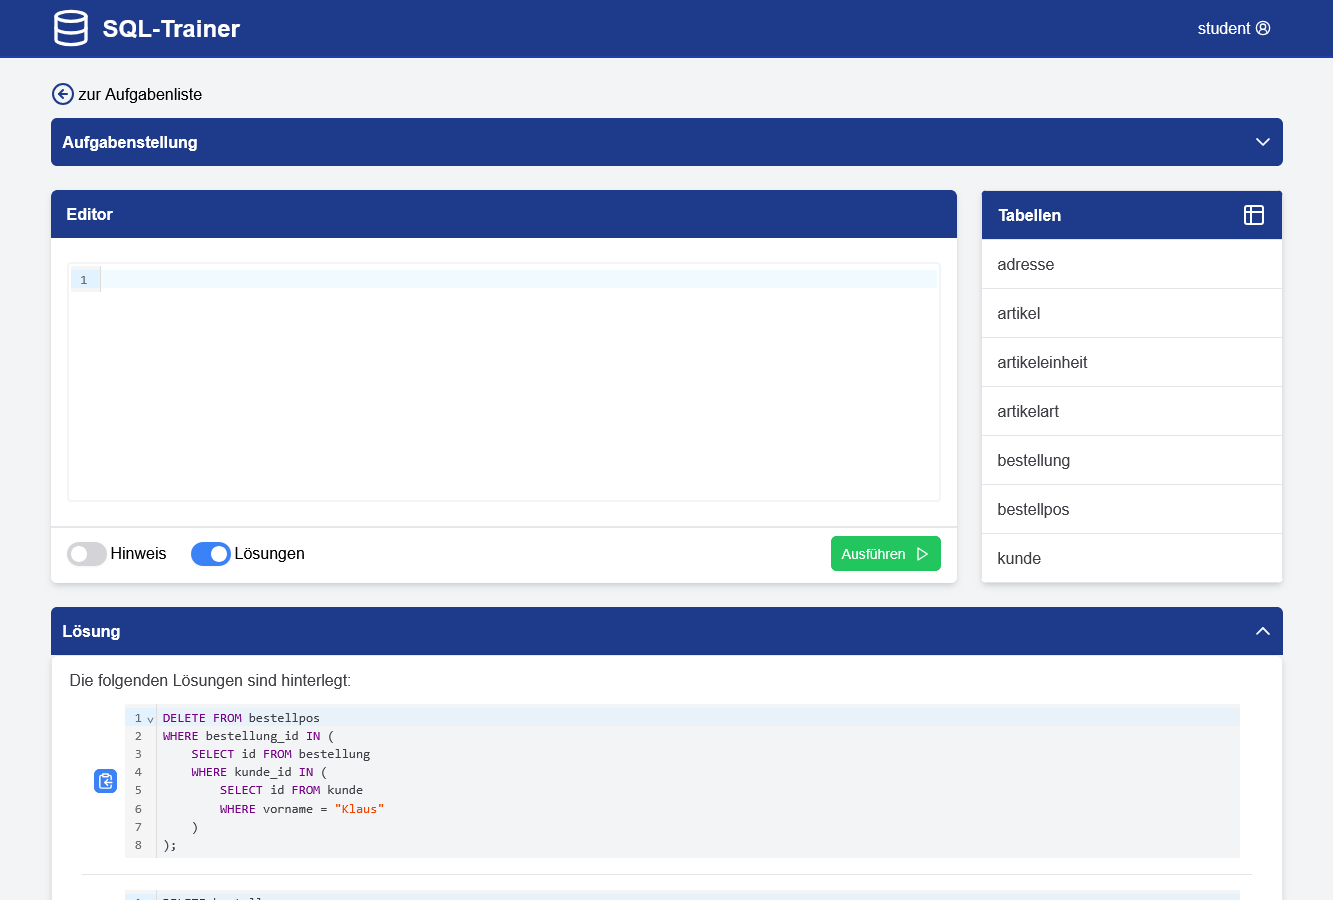 SQL-Trainer
student
zur Aufgabenliste
Aufgabenstellung
Editor
1
Hinweis
Lösungen
Ausführen
Tabellen
adresse
artikel
artikeleinheit
artikelart
bestellung
bestellpos
kunde
Lösung
Die folgenden Lösungen sind hinterlegt:
1 DELETE FROM bestellpos
2 WHERE bestellung_id IN (
3 SELECT id FROM bestellung
4 WHERE kunde_id IN (
5 SELECT id FROM kunde
6 WHERE vorname = "Klaus"
7 )
8 );